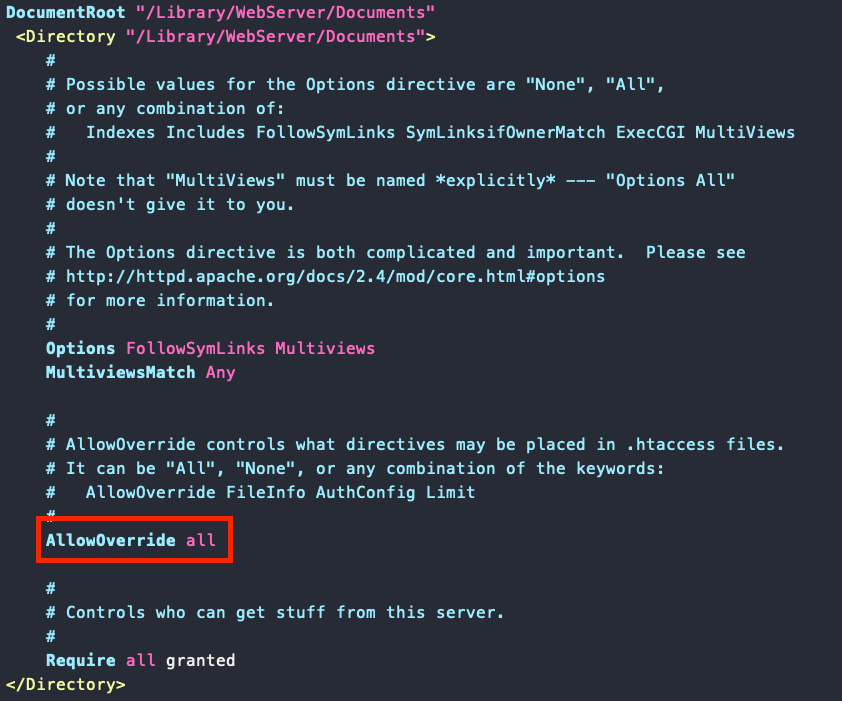 DocumentRoot "/Library/WebServer/Documents"
<Directory "/Library/WebServer/Documents">
#
# Possible values for the Options directive are "None", "All",
# or any combination of:
#   Indexes Includes FollowSymLinks SymLinksifOwnerMatch ExecCGI MultiViews
#
# Note that "MultiViews" must be named *explicitly* --- "Options All"
# doesn't give it to you.
#
# The Options directive is both complicated and important.  Please see
# http://httpd.apache.org/docs/2.4/mod/core.html#options
# for more information.
#
Options FollowSymLinks Multiviews
MultiviewsMatch Any
#
# AllowOverride controls what directives may be placed in .htaccess files.
# It can be "All", "None", or any combination of the keywords:
#   AllowOverride FileInfo AuthConfig Limit
#
AllowOverride all
#
# Controls who can get stuff from this server.
#
Require all granted
</Directory>